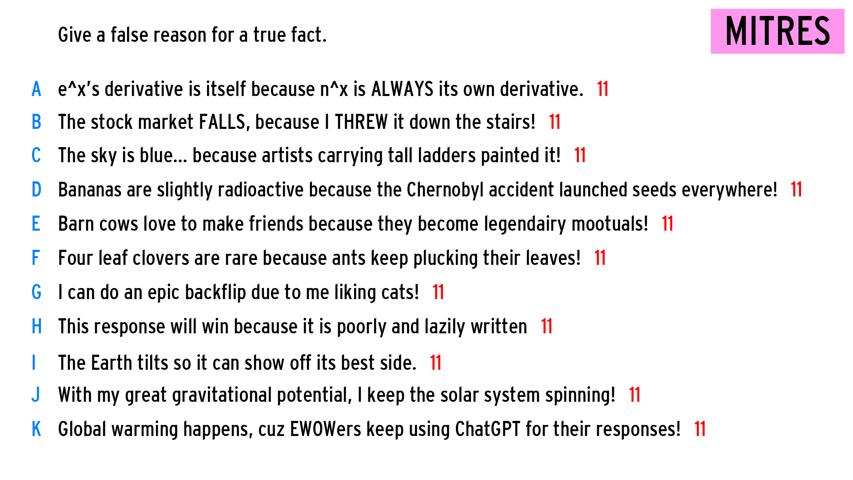 Give a false reason for a true fact.
MITRES
A e^x's derivative is itself because n^x is ALWAYS its own derivative. 11
B The stock market FALLS, because I THREW it down the stairs! 11
C The sky is blue... because artists carrying tall ladders painted it! 11
D Bananas are slightly radioactive because the Chernobyl accident launched seeds everywhere! 11
E Barn cows love to make friends because they become legendairy mootuals! 11
F Four leaf clovers are rare because ants keep plucking their leaves! 11
G I can do an epic backflip due to me liking cats! 11
H This response will win because it is poorly and lazily written 11
I The Earth tilts so it can show off its best side. 11
J With my great gravitational potential, I keep the solar system spinning! 11
K Global warming happens, cuz EWOWers keep using ChatGPT for their responses! 11